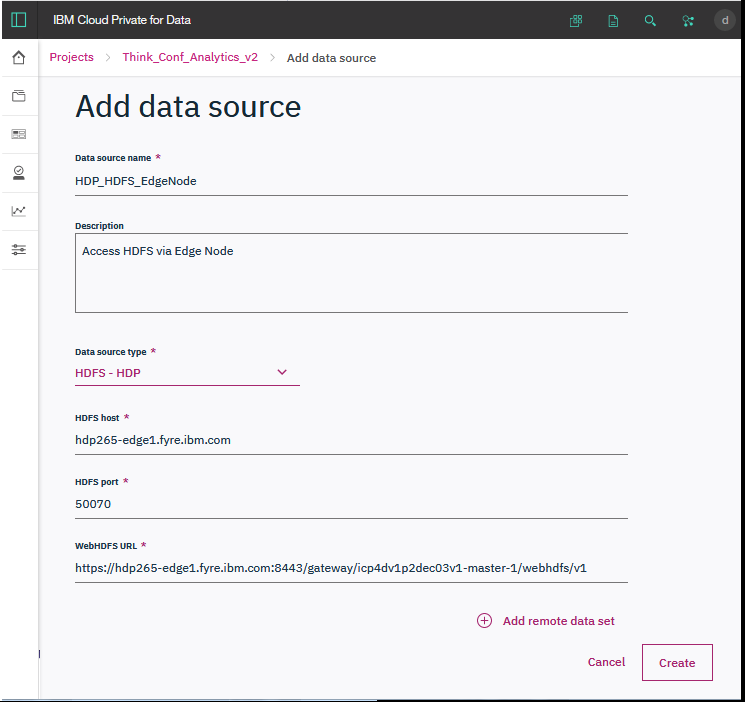 IBM Cloud Private for Data
d
Projects > Think_Conf_Analytics_v2 > Add data source
Add data source
Data source name *
HDP_HDFS_EdgeNode
Description
Access HDFS via Edge Node
Data source type *
HDFS - HDP
HDFS host *
hdp265-edge1.fyre.ibm.com
HDFS port *
50070
WebHDFS URL *
https://hdp265-edge1.fyre.ibm.com:8443/gateway/icp4dv1p2dec03v1-master-1/webhdfs/v1
Add remote data set
Cancel Create